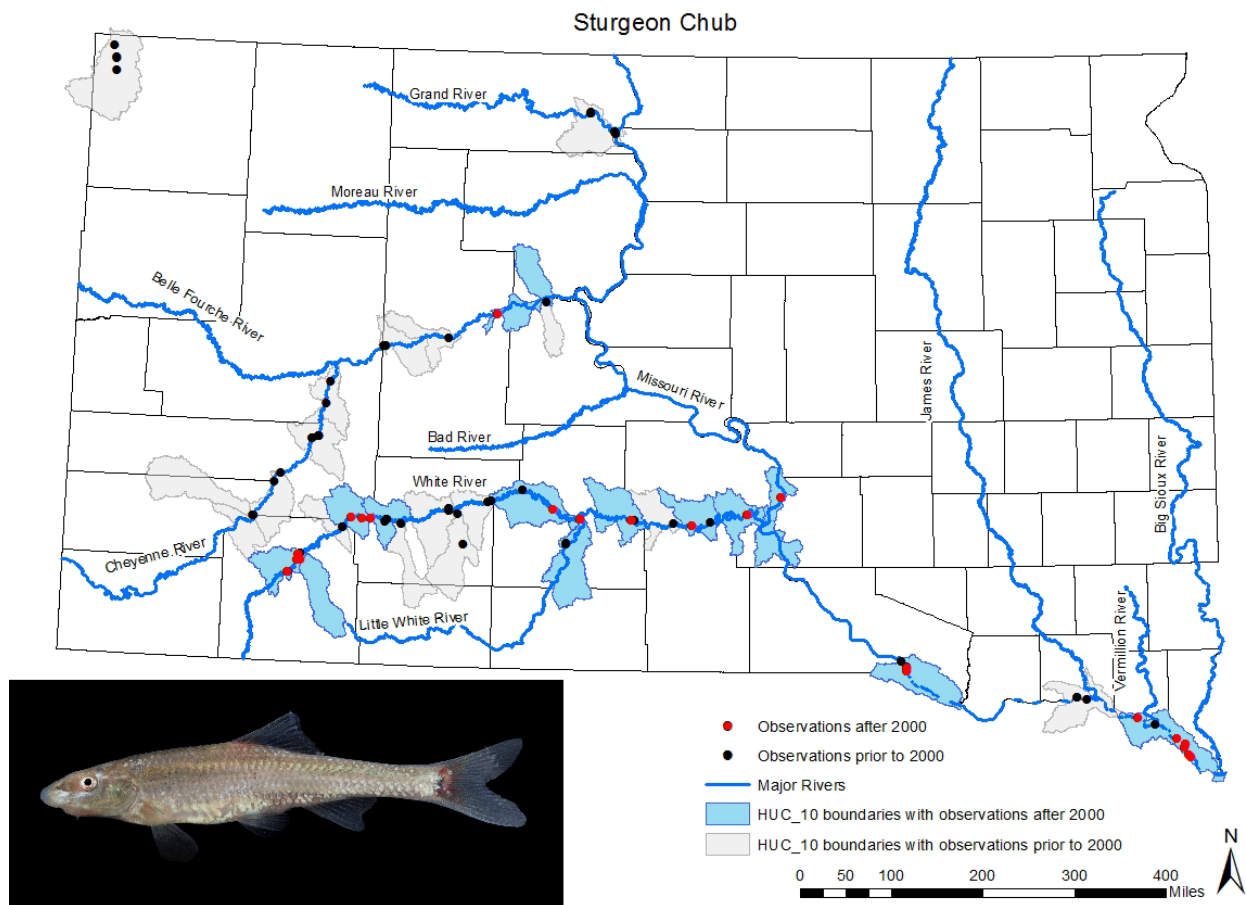 Sturgeon Chub
Grand River
Moreau River
Belle Fourche River
Missouri River
James River
Bad River
White River
Big Sioux River
Cheyenne River
Little White River
Vermillion River
Observations after 2000
Observations prior to 2000
Major Rivers
HUC_10 boundaries with observations after 2000
HUC_10 boundaries with observations prior to 2000
N
0 50 100 200 300 400
Miles